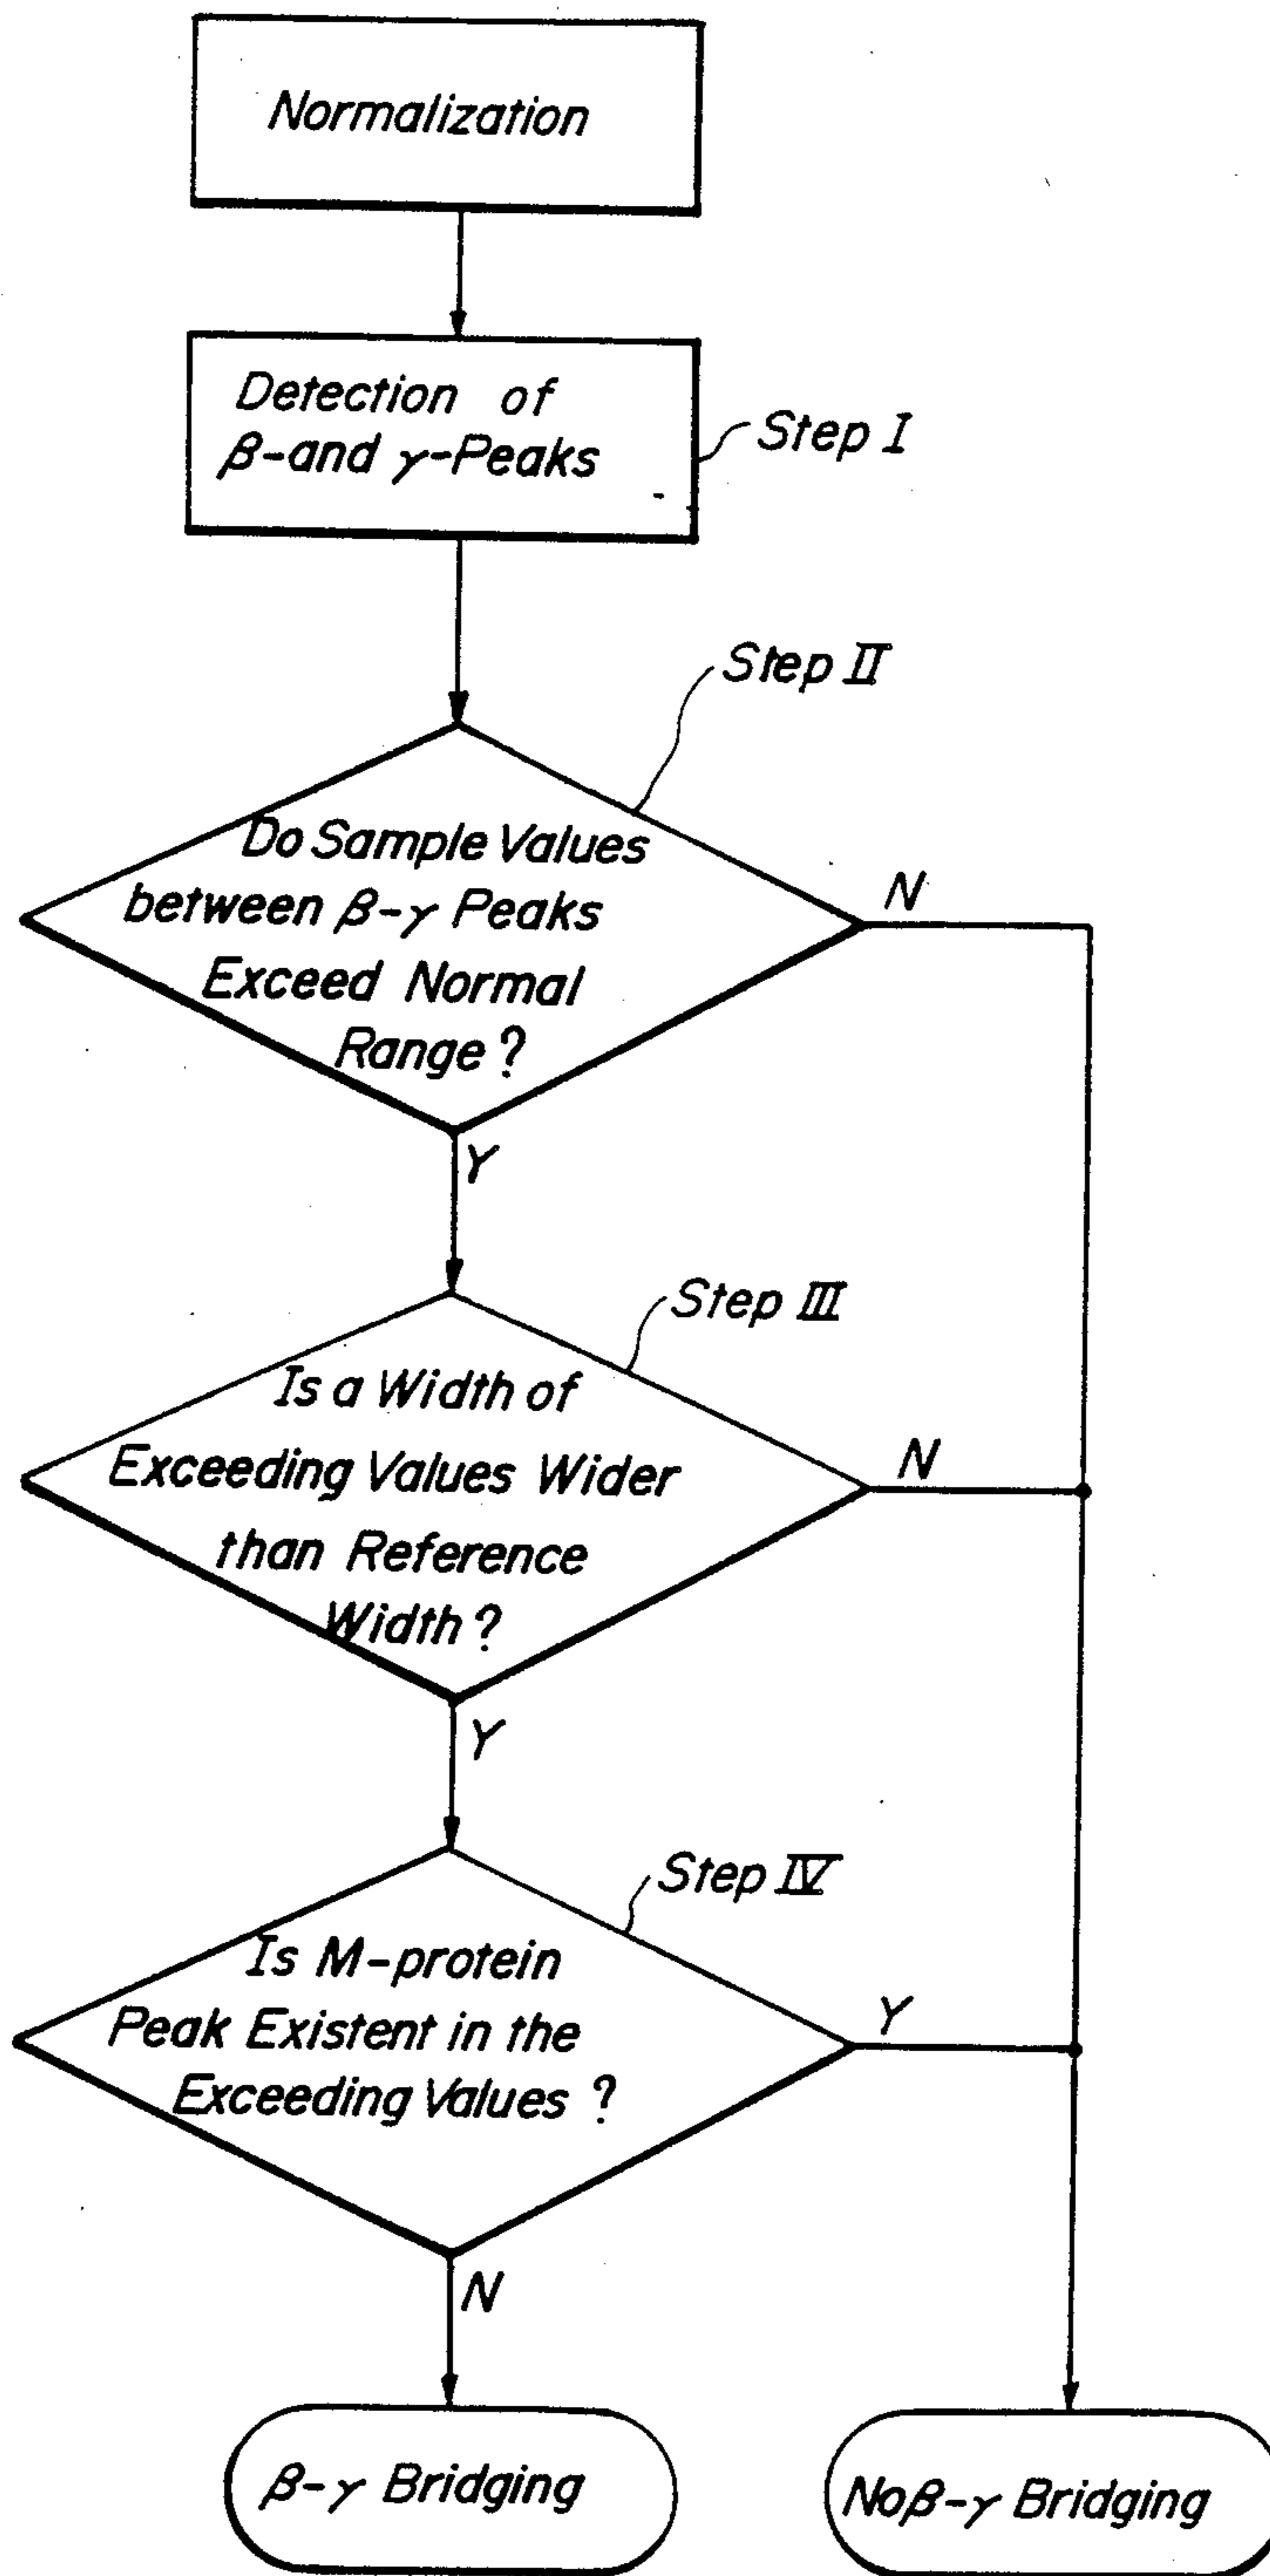 Normalization
Detection of
β-and γ-Peaks
Step I
Step II
Do Sample Values
between β-γ Peaks
Exceed Normal
Range?
N
Y
Step III
Is a Width of
Exceeding Values Wider
than Reference
Width?
N
Y
Step IV
Is M-protein
Peak Existent in the
Exceeding Values ?
Y
N
β-γ Bridging
Noβ-γ Bridging